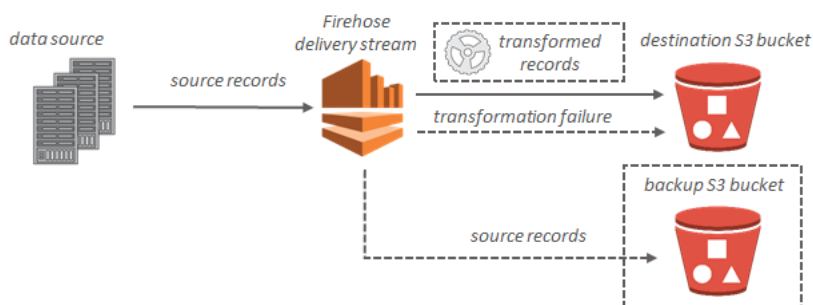 data source
source records
Firehose
delivery stream
transformed
records
destination S3 bucket
transformation failure
backup S3 bucket
source records